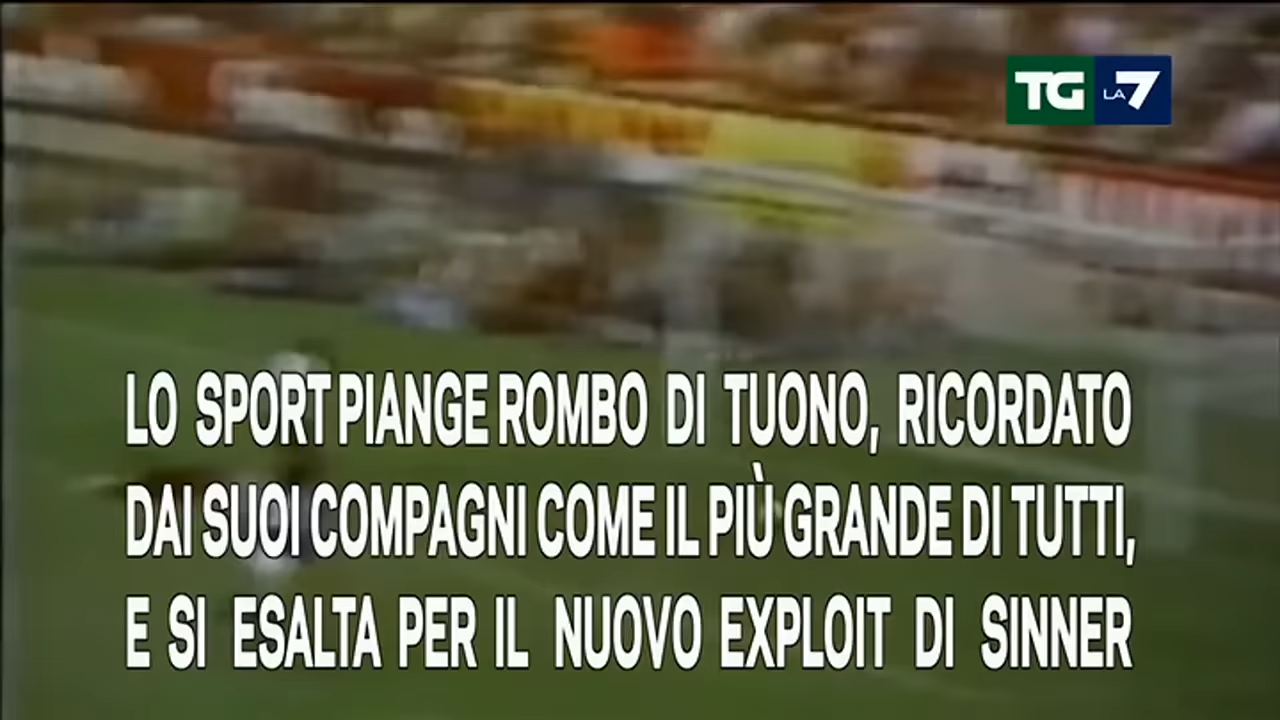 TG LA7
LO SPORT PIANGE ROMBO DI TUONO, RICORDATO
DAI SUOI COMPAGNI COME IL PIÙ GRANDE DI TUTTI,
E SI ESALTA PER IL NUOVO EXPLOIT DI SINNER